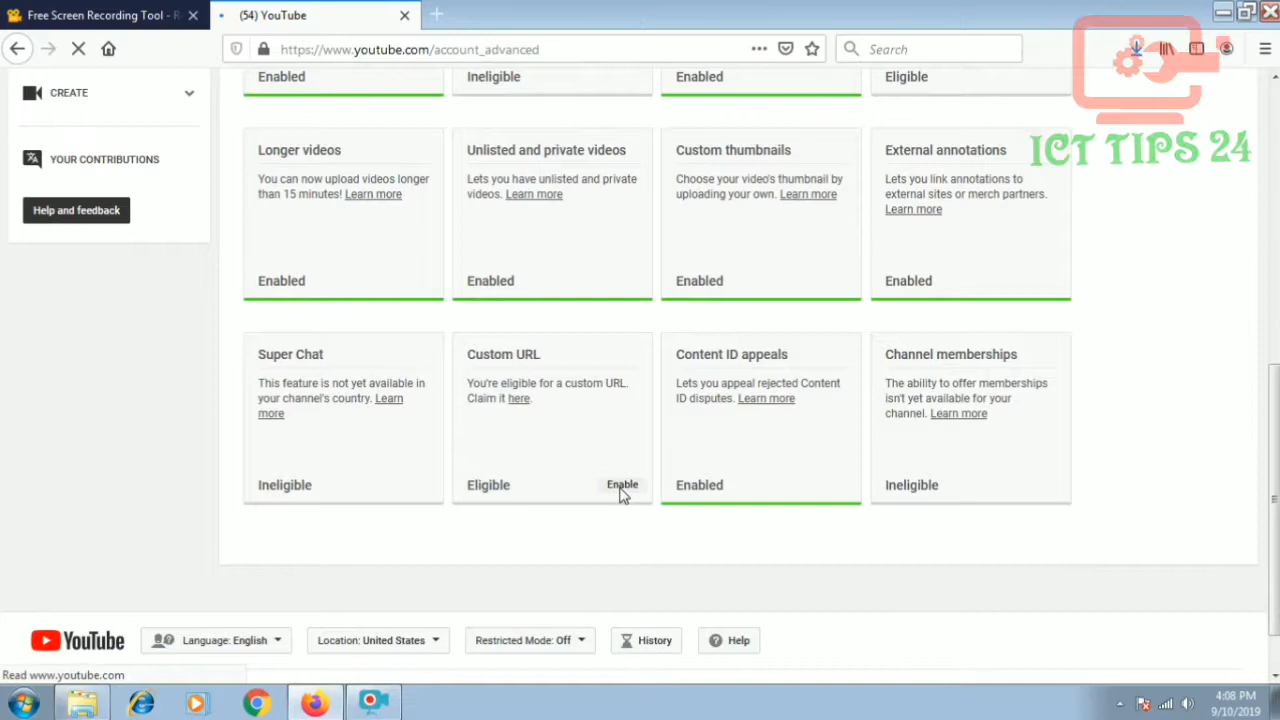 Free Screen Recording Tool - R
(54) YouTube
https://www.youtube.com/account_advanced
Search
ICT TIPS 24
CREATE
YOUR CONTRIBUTIONS
Help and feedback
Enabled
Ineligible
Enabled
Eligible
Longer videos
You can now upload videos longer
than 15 minutes! Learn more
Enabled
Unlisted and private videos
Lets you have unlisted and private
videos. Learn more
Enabled
Custom thumbnails
Choose your video's thumbnail by
uploading your own. Learn more
Enabled
External annotations
Lets you link annotations to
external sites or merch partners.
Learn more
Enabled
Super Chat
This feature is not yet available in
your channel's country. Learn
more
Ineligible
Custom URL
You're eligible for a custom URL.
Claim it here.
Eligible
Enable
Content ID appeals
Lets you appeal rejected Content
ID disputes. Learn more
Enabled
Channel memberships
The ability to offer memberships
isn't yet available for your
channel. Learn more
Ineligible
YouTube
Language: English
Location: United States
Restricted Mode: Off
History
Help
Read www.youtube.com
4:08 PM
9/10/2019